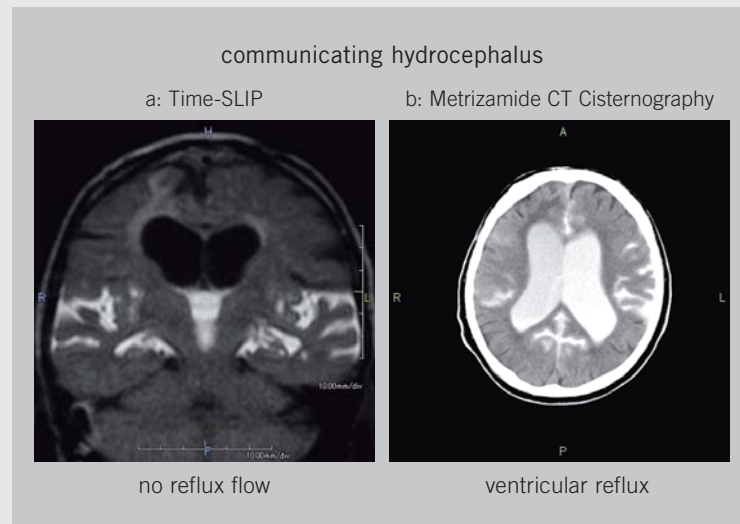 communicating hydrocephalus
a: Time-SLIP
b: Metrizamide CT Cisternography
H
A
R
L
R
L
10.00mm/div
P
10.00mm/div
P
no reflux flow
ventricular reflux